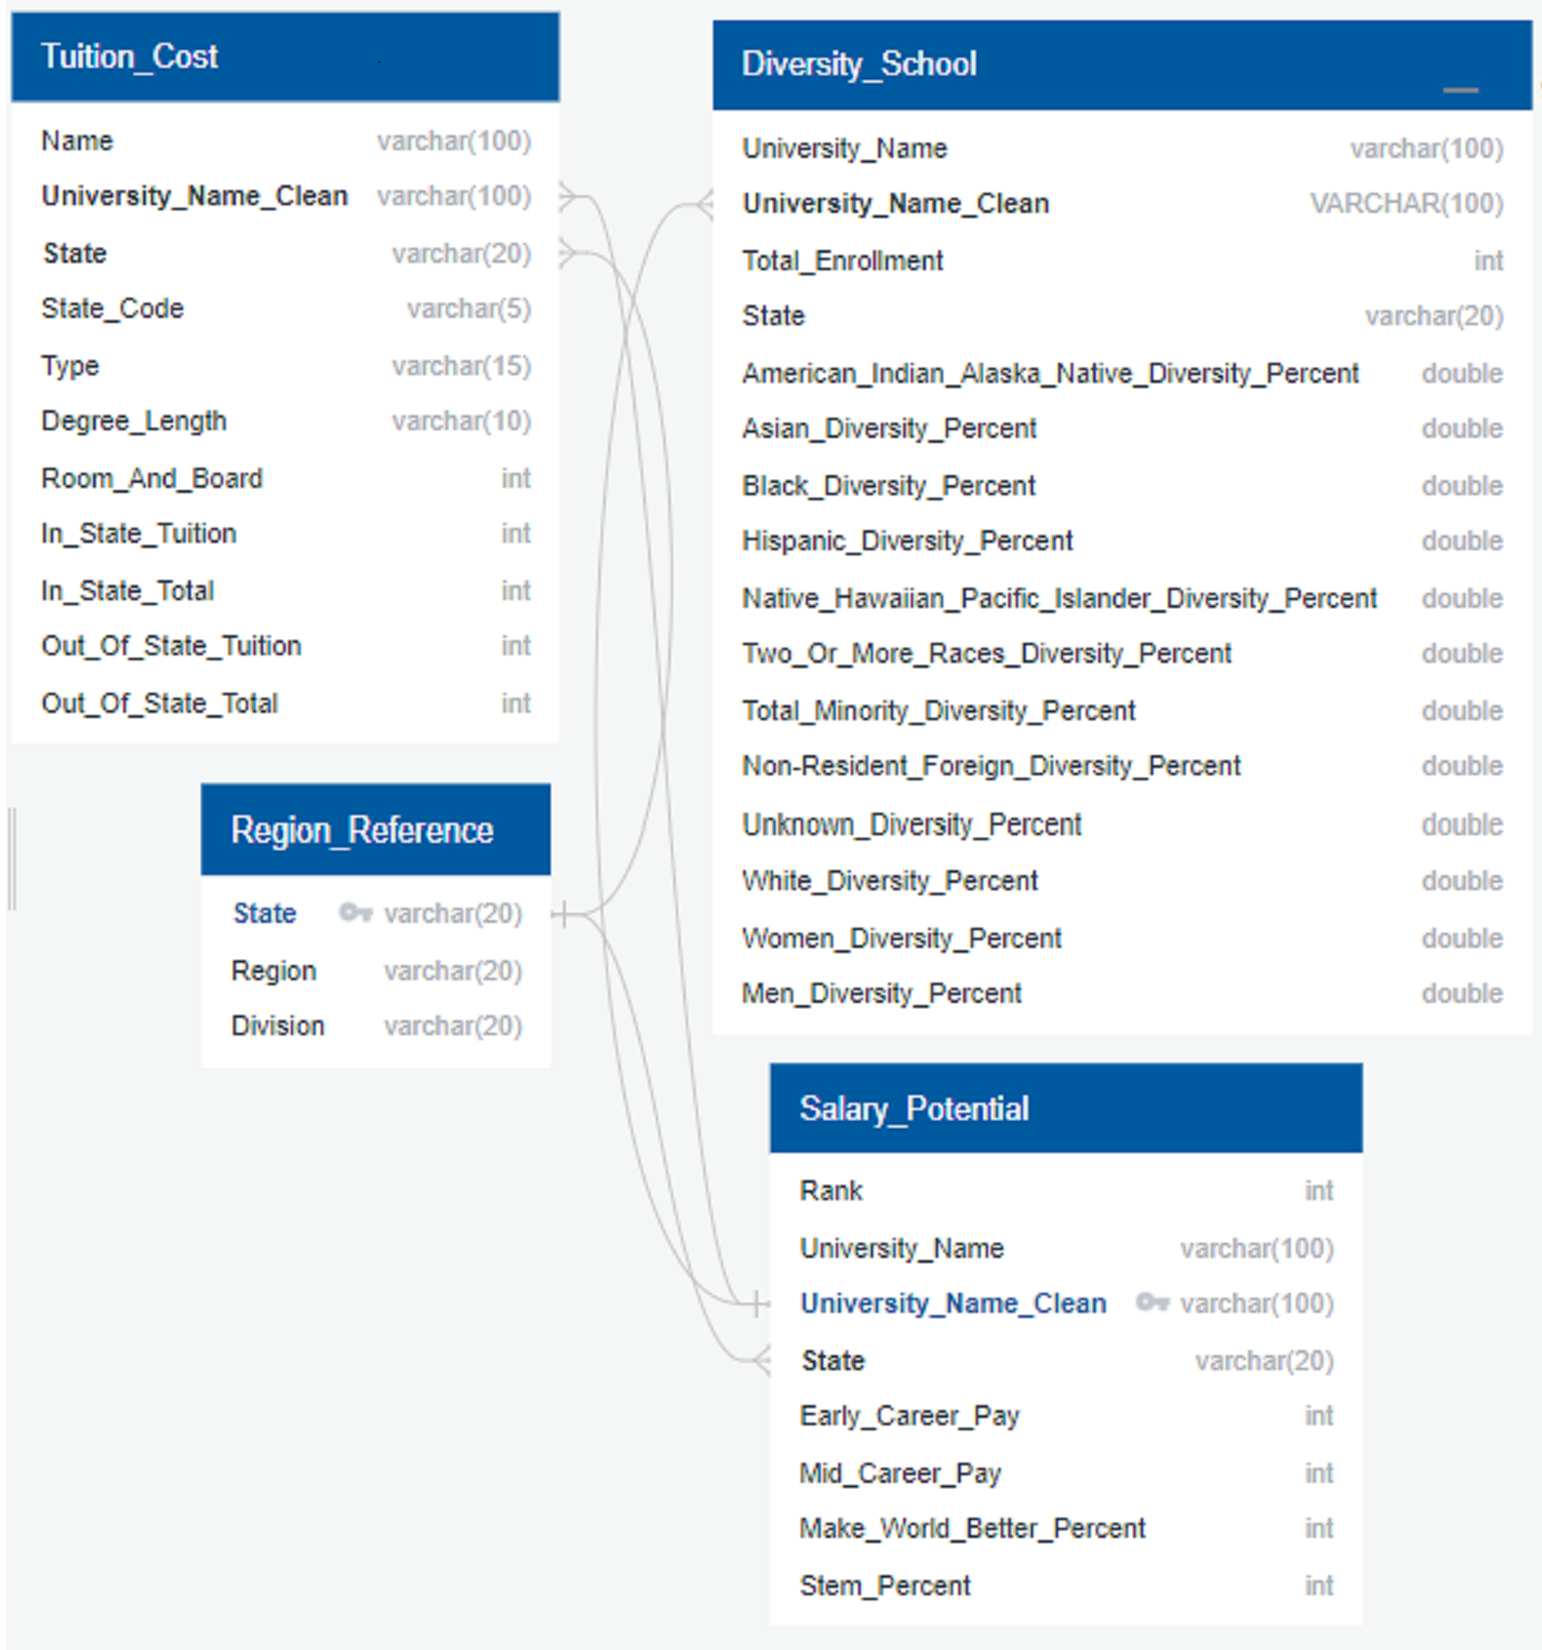 Tuition_Cost
Name varchar(100)
University_Name_Clean varchar(100)
State varchar(20)
State_Code varchar(5)
Type varchar(15)
Degree_Length varchar(10)
Room_And_Board int
In_State_Tuition int
In_State_Total int
Out_Of_State_Tuition int
Out_Of_State_Total int
Diversity_School
University_Name varchar(100)
University_Name_Clean VARCHAR(100)
Total_Enrollment int
State varchar(20)
American_Indian_Alaska_Native_Diversity_Percent double
Asian_Diversity_Percent double
Black_Diversity_Percent double
Hispanic_Diversity_Percent double
Native_Hawaiian_Pacific_Islander_Diversity_Percent double
Two_Or_More_Races_Diversity_Percent double
Total_Minority_Diversity_Percent double
Non-Resident_Foreign_Diversity_Percent double
Unknown_Diversity_Percent double
White_Diversity_Percent double
Women_Diversity_Percent double
Men_Diversity_Percent double
Region_Reference
State varchar(20)
Region varchar(20)
Division varchar(20)
Salary_Potential
Rank int
University_Name varchar(100)
University_Name_Clean varchar(100)
State varchar(20)
Early_Career_Pay int
Mid_Career_Pay int
Make_World_Better_Percent int
Stem_Percent int